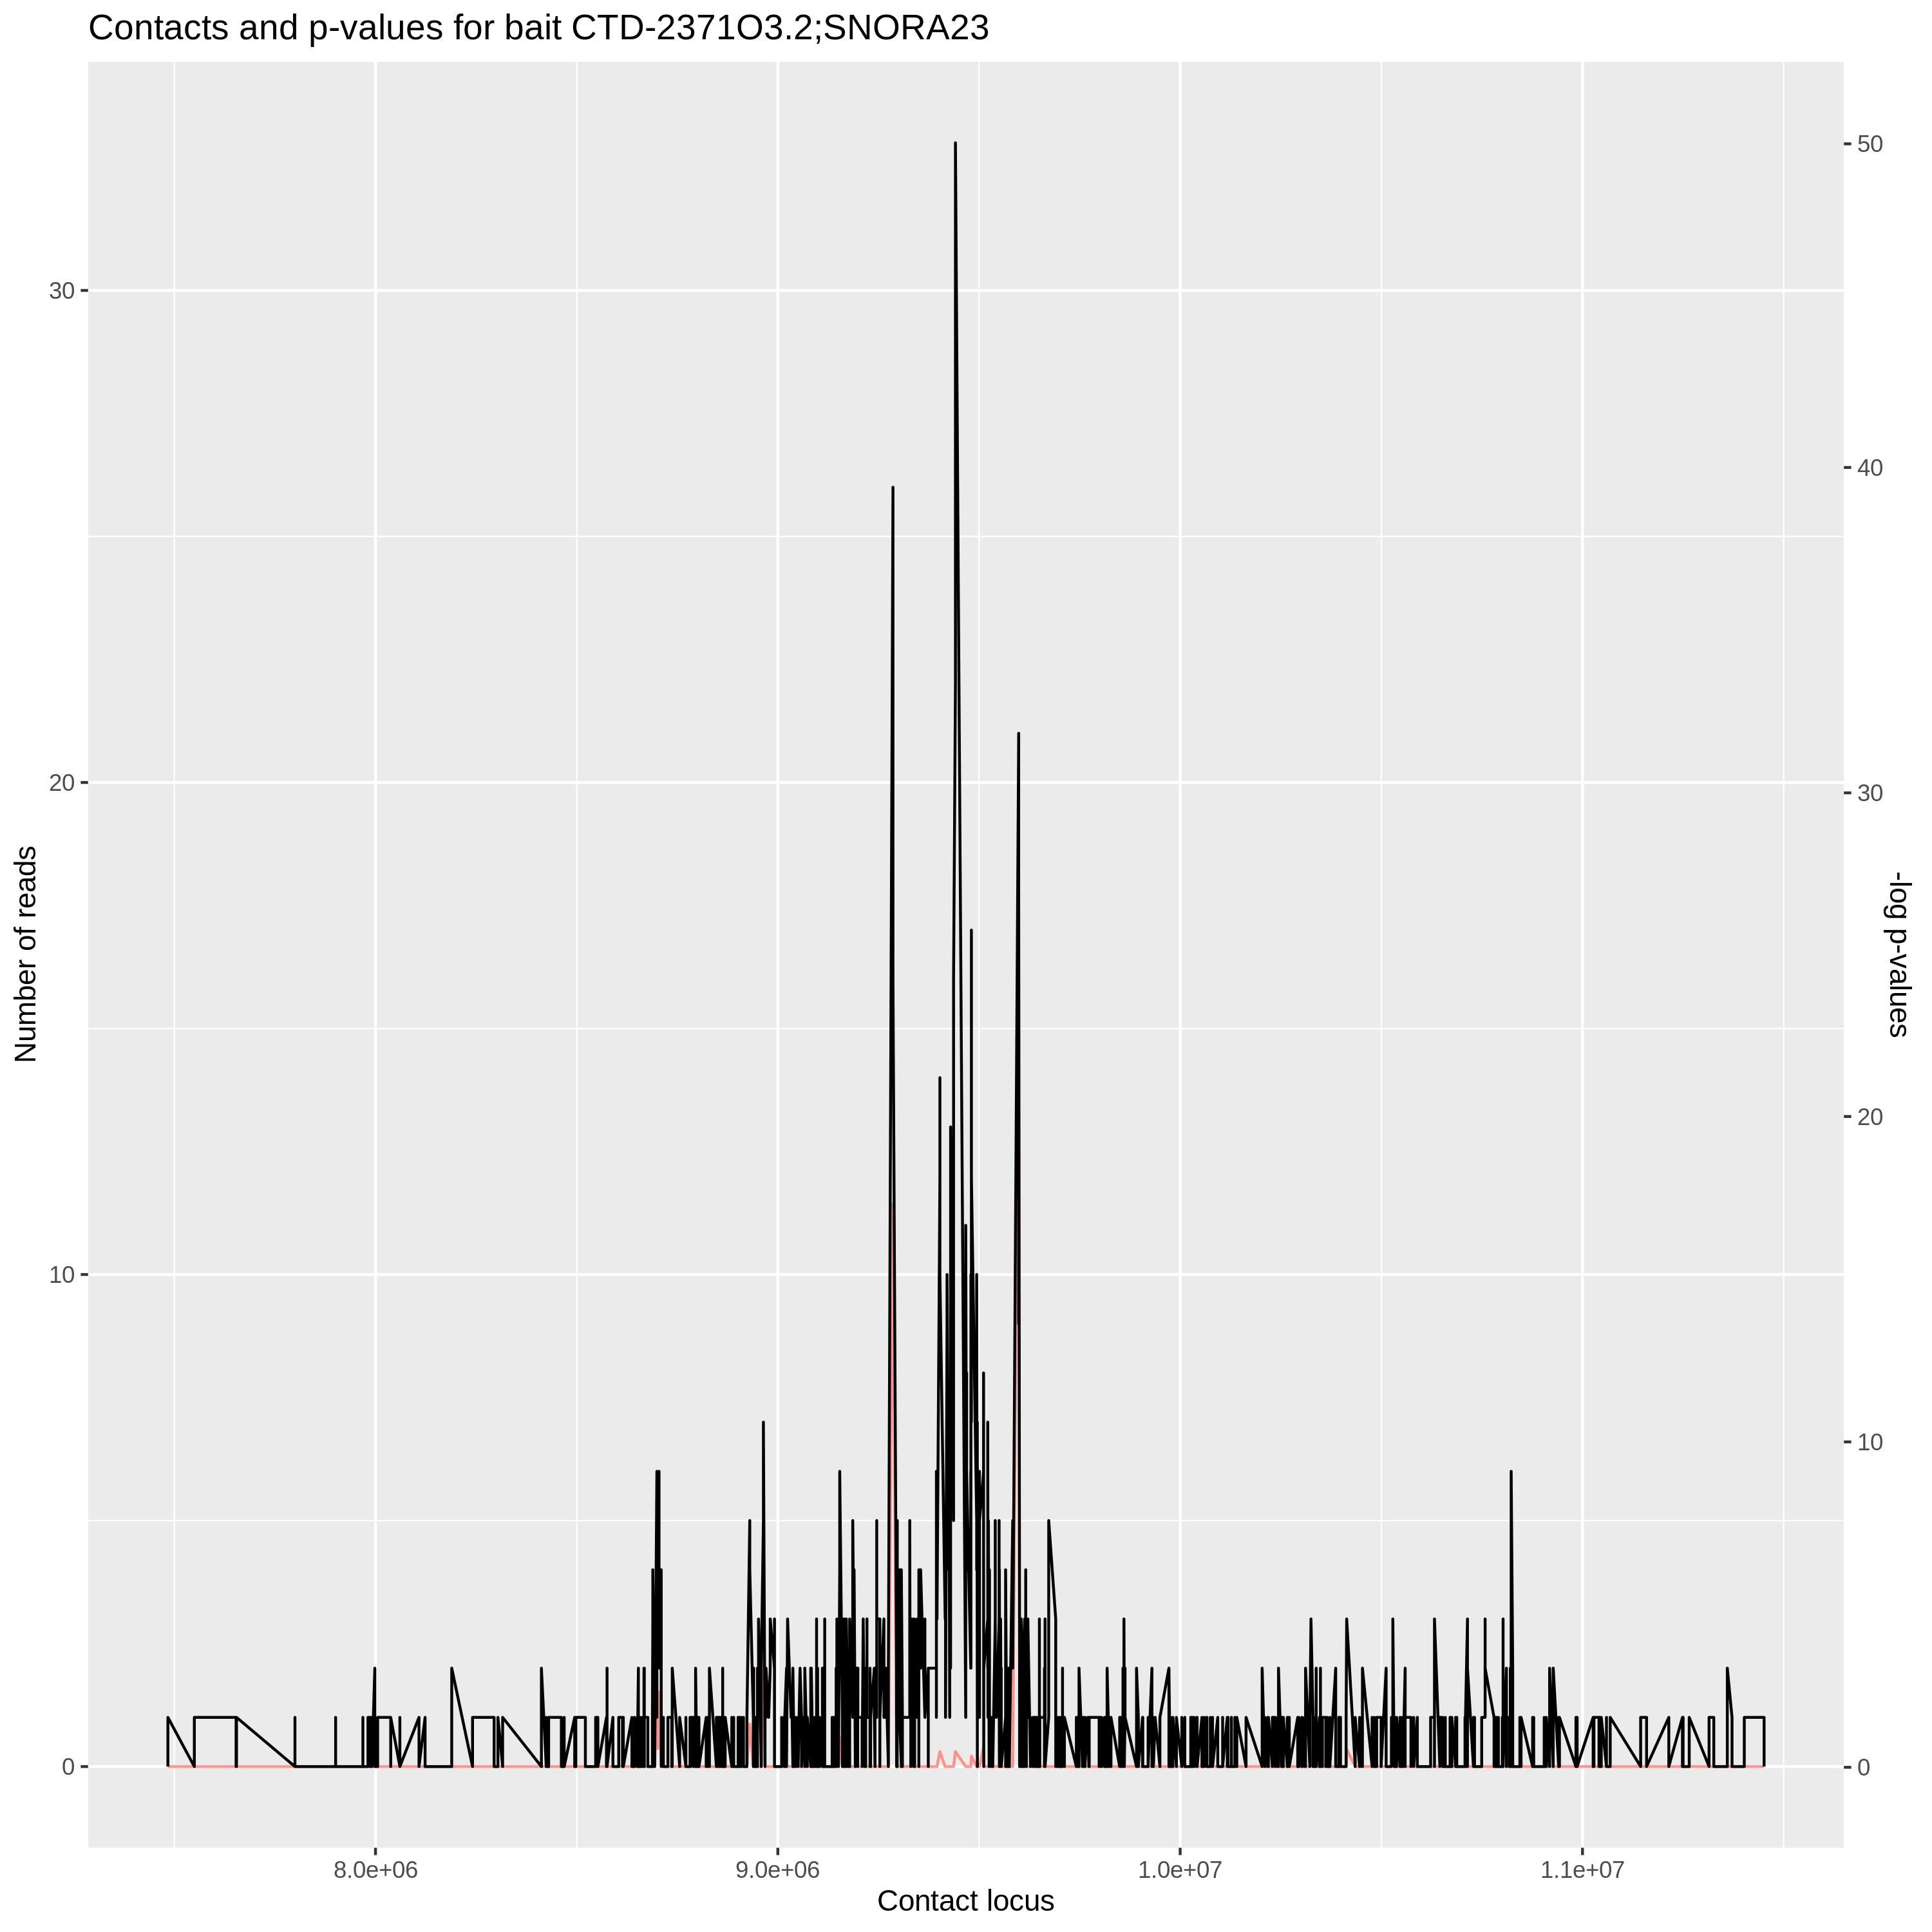 Contacts and p-values for bait CTD-2371O3.2;SNORA23
30
20
10
0
Number of reads
50
40
30
20
10
0
-log p-values
8.0e+06 9.0e+06 1.0e+07 1.1e+07
Contact locus